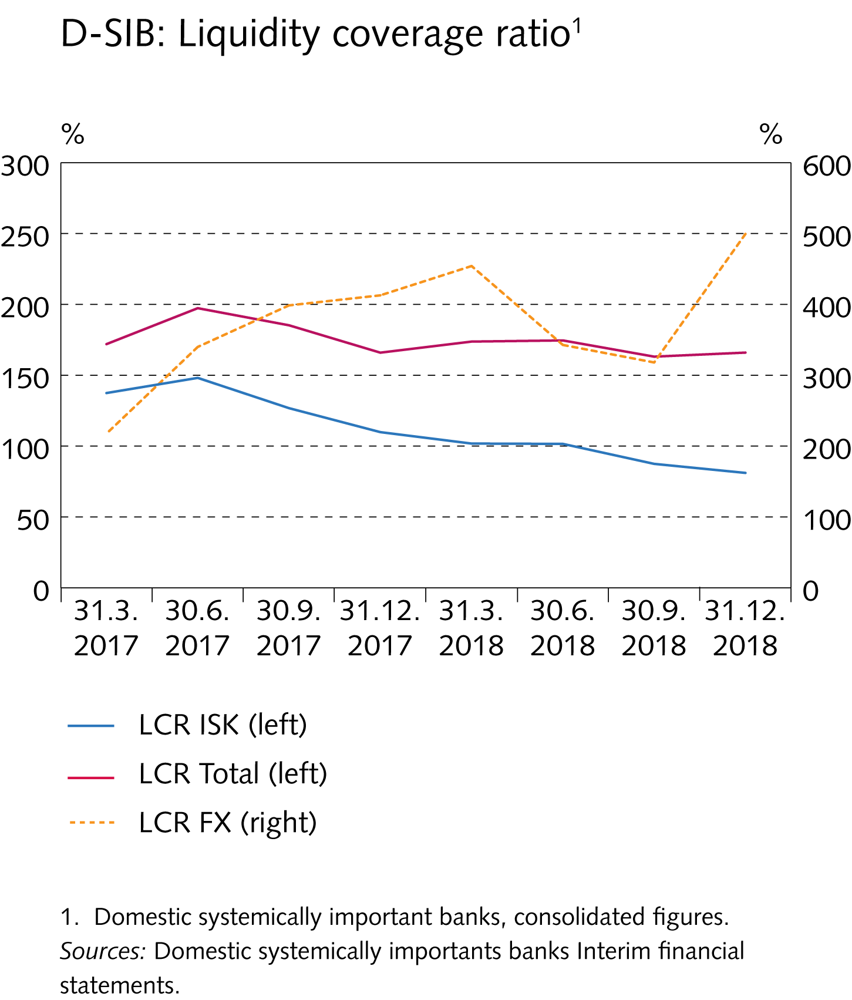 D-SIB: Liquidity coverage ratio¹
% %
300 600
250 500
200 400
150 300
100 200
50 100
0 0
31.3. 30.6. 30.9. 31.12. 31.3. 30.6. 30.9. 31.12.
2017 2017 2017 2017 2018 2018 2018 2018
LCR ISK (left)
LCR Total (left)
LCR FX (right)
1. Domestic systemically important banks, consolidated figures.
Sources: Domestic systemically importants banks Interim financial
statements.